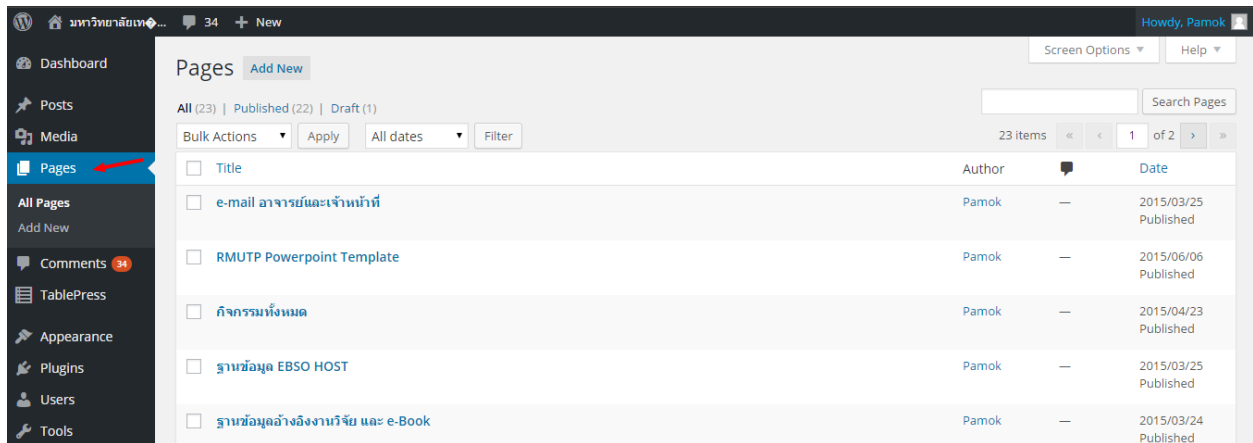 มหาวิทยาลัยเท�... 34 + New Howdy, Pamok
Screen Options ▼ Help ▼
Dashboard
Posts
Media
Pages
All Pages
Add New
Comments 34
TablePress
Appearance
Plugins
Users
Tools
Pages Add New
All (23) | Published (22) | Draft (1)
Search Pages
Bulk Actions ▼ Apply All dates ▼ Filter 23 items « ‹ 1 of 2 › »
Title Author Date
e-mail อาจารย์และเจ้าหน้าที่ Pamok — 2015/03/25
Published
RMUTP Powerpoint Template Pamok — 2015/06/06
Published
กิจกรรมทั้งหมด Pamok — 2015/04/23
Published
ฐานข้อมูล EBSO HOST Pamok — 2015/03/25
Published
ฐานข้อมูลอ้างอิงงานวิจัย และ e-Book Pamok — 2015/03/24
Published